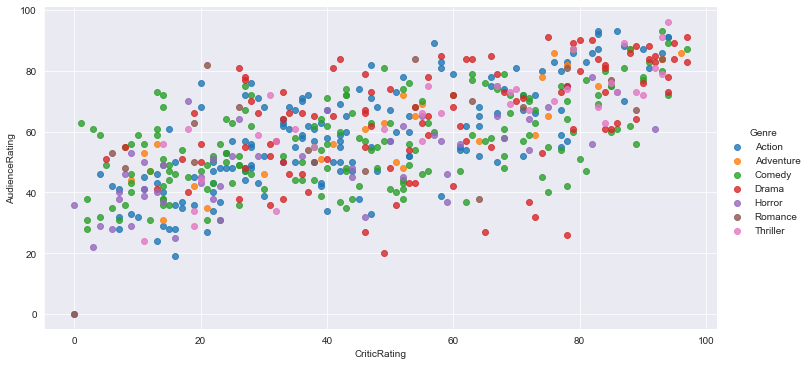 100
80
60
40
20
0
AudienceRating
0 20 40 60 80 100
CriticRating
Genre
Action
Adventure
Comedy
Drama
Horror
Romance
Thriller